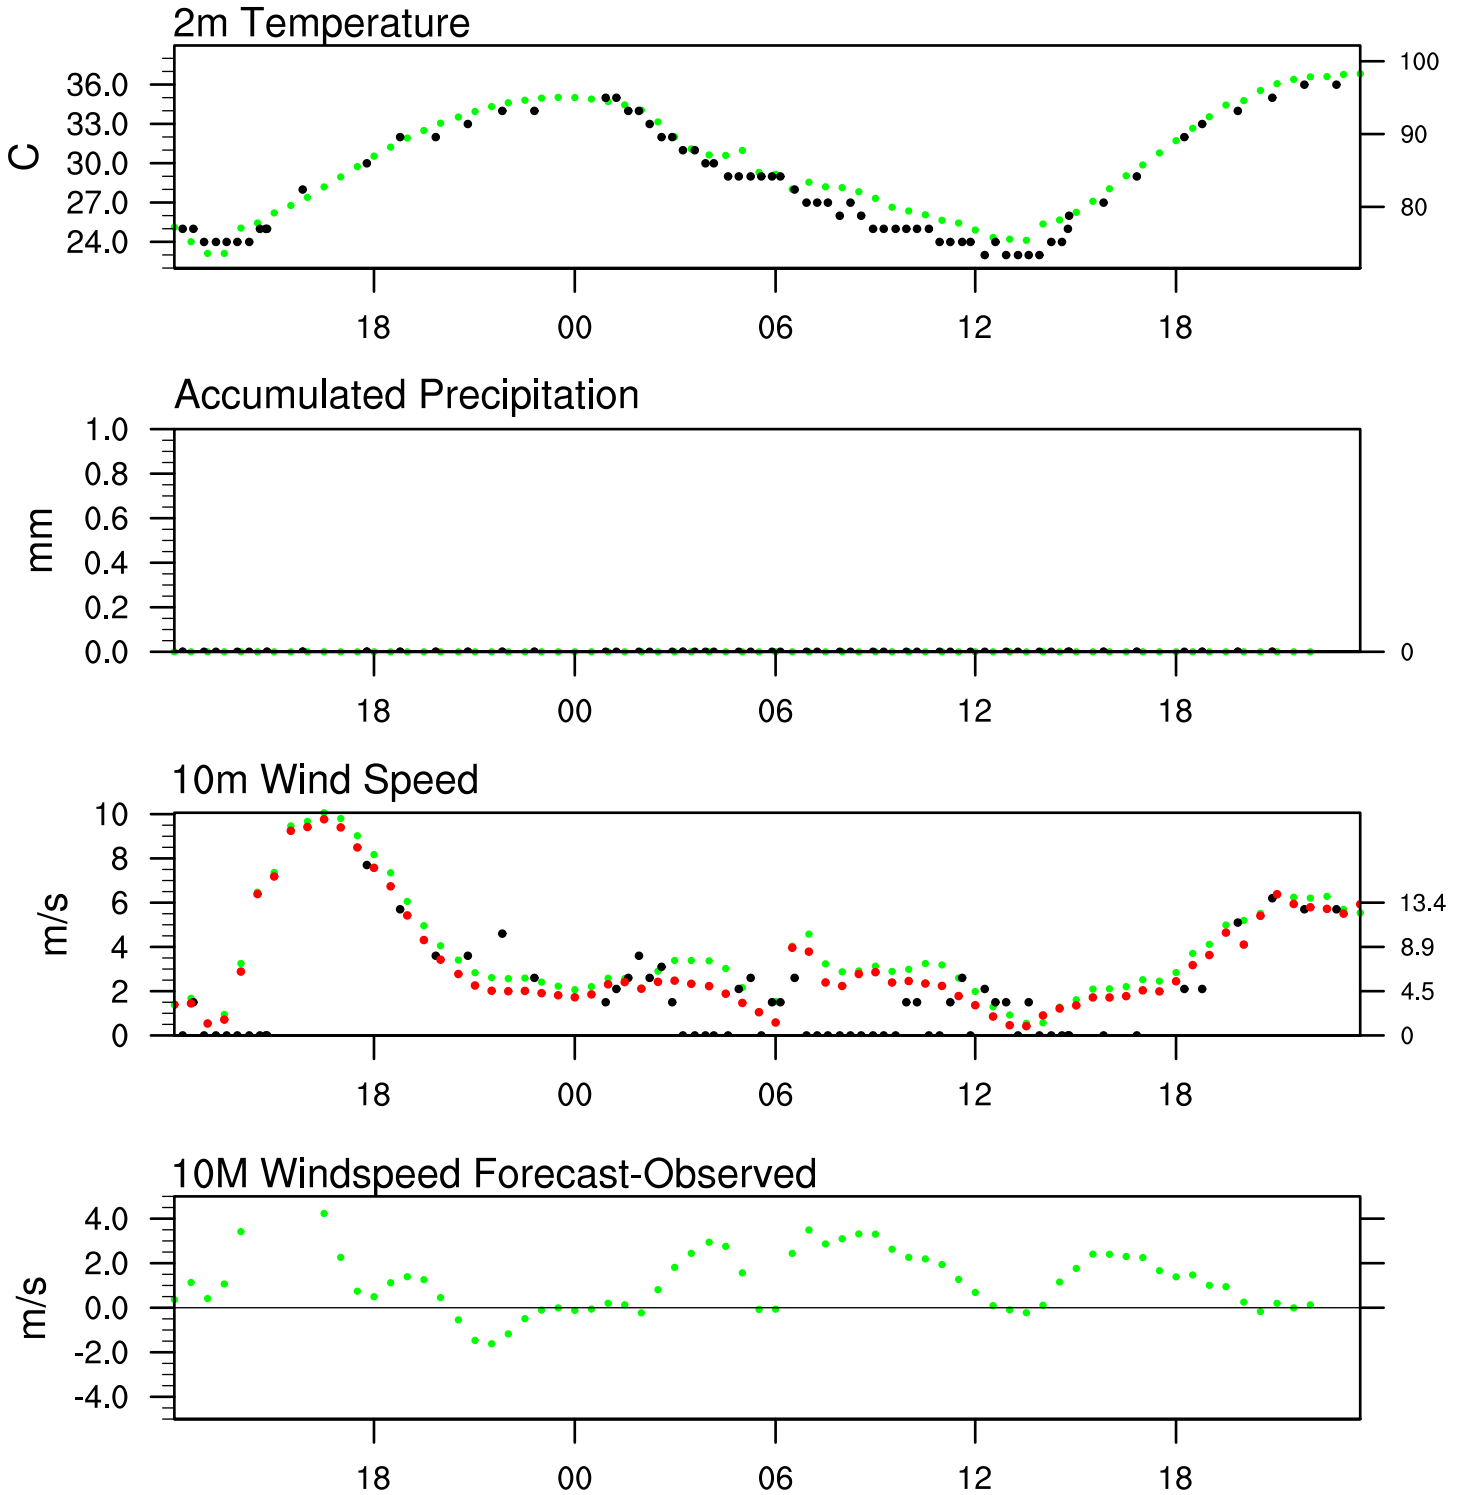 2m Temperature
C
36.0
33.0
30.0
27.0
24.0
100
90
80
18 00 06 12 18
Accumulated Precipitation
mm
1.0
0.8
0.6
0.4
0.2
0.0
0
18 00 06 12 18
10m Wind Speed
m/s
10
8
6
4
2
0
13.4
8.9
4.5
0
18 00 06 12 18
10M Windspeed Forecast-Observed
m/s
4.0
2.0
0.0
-2.0
-4.0
18 00 06 12 18